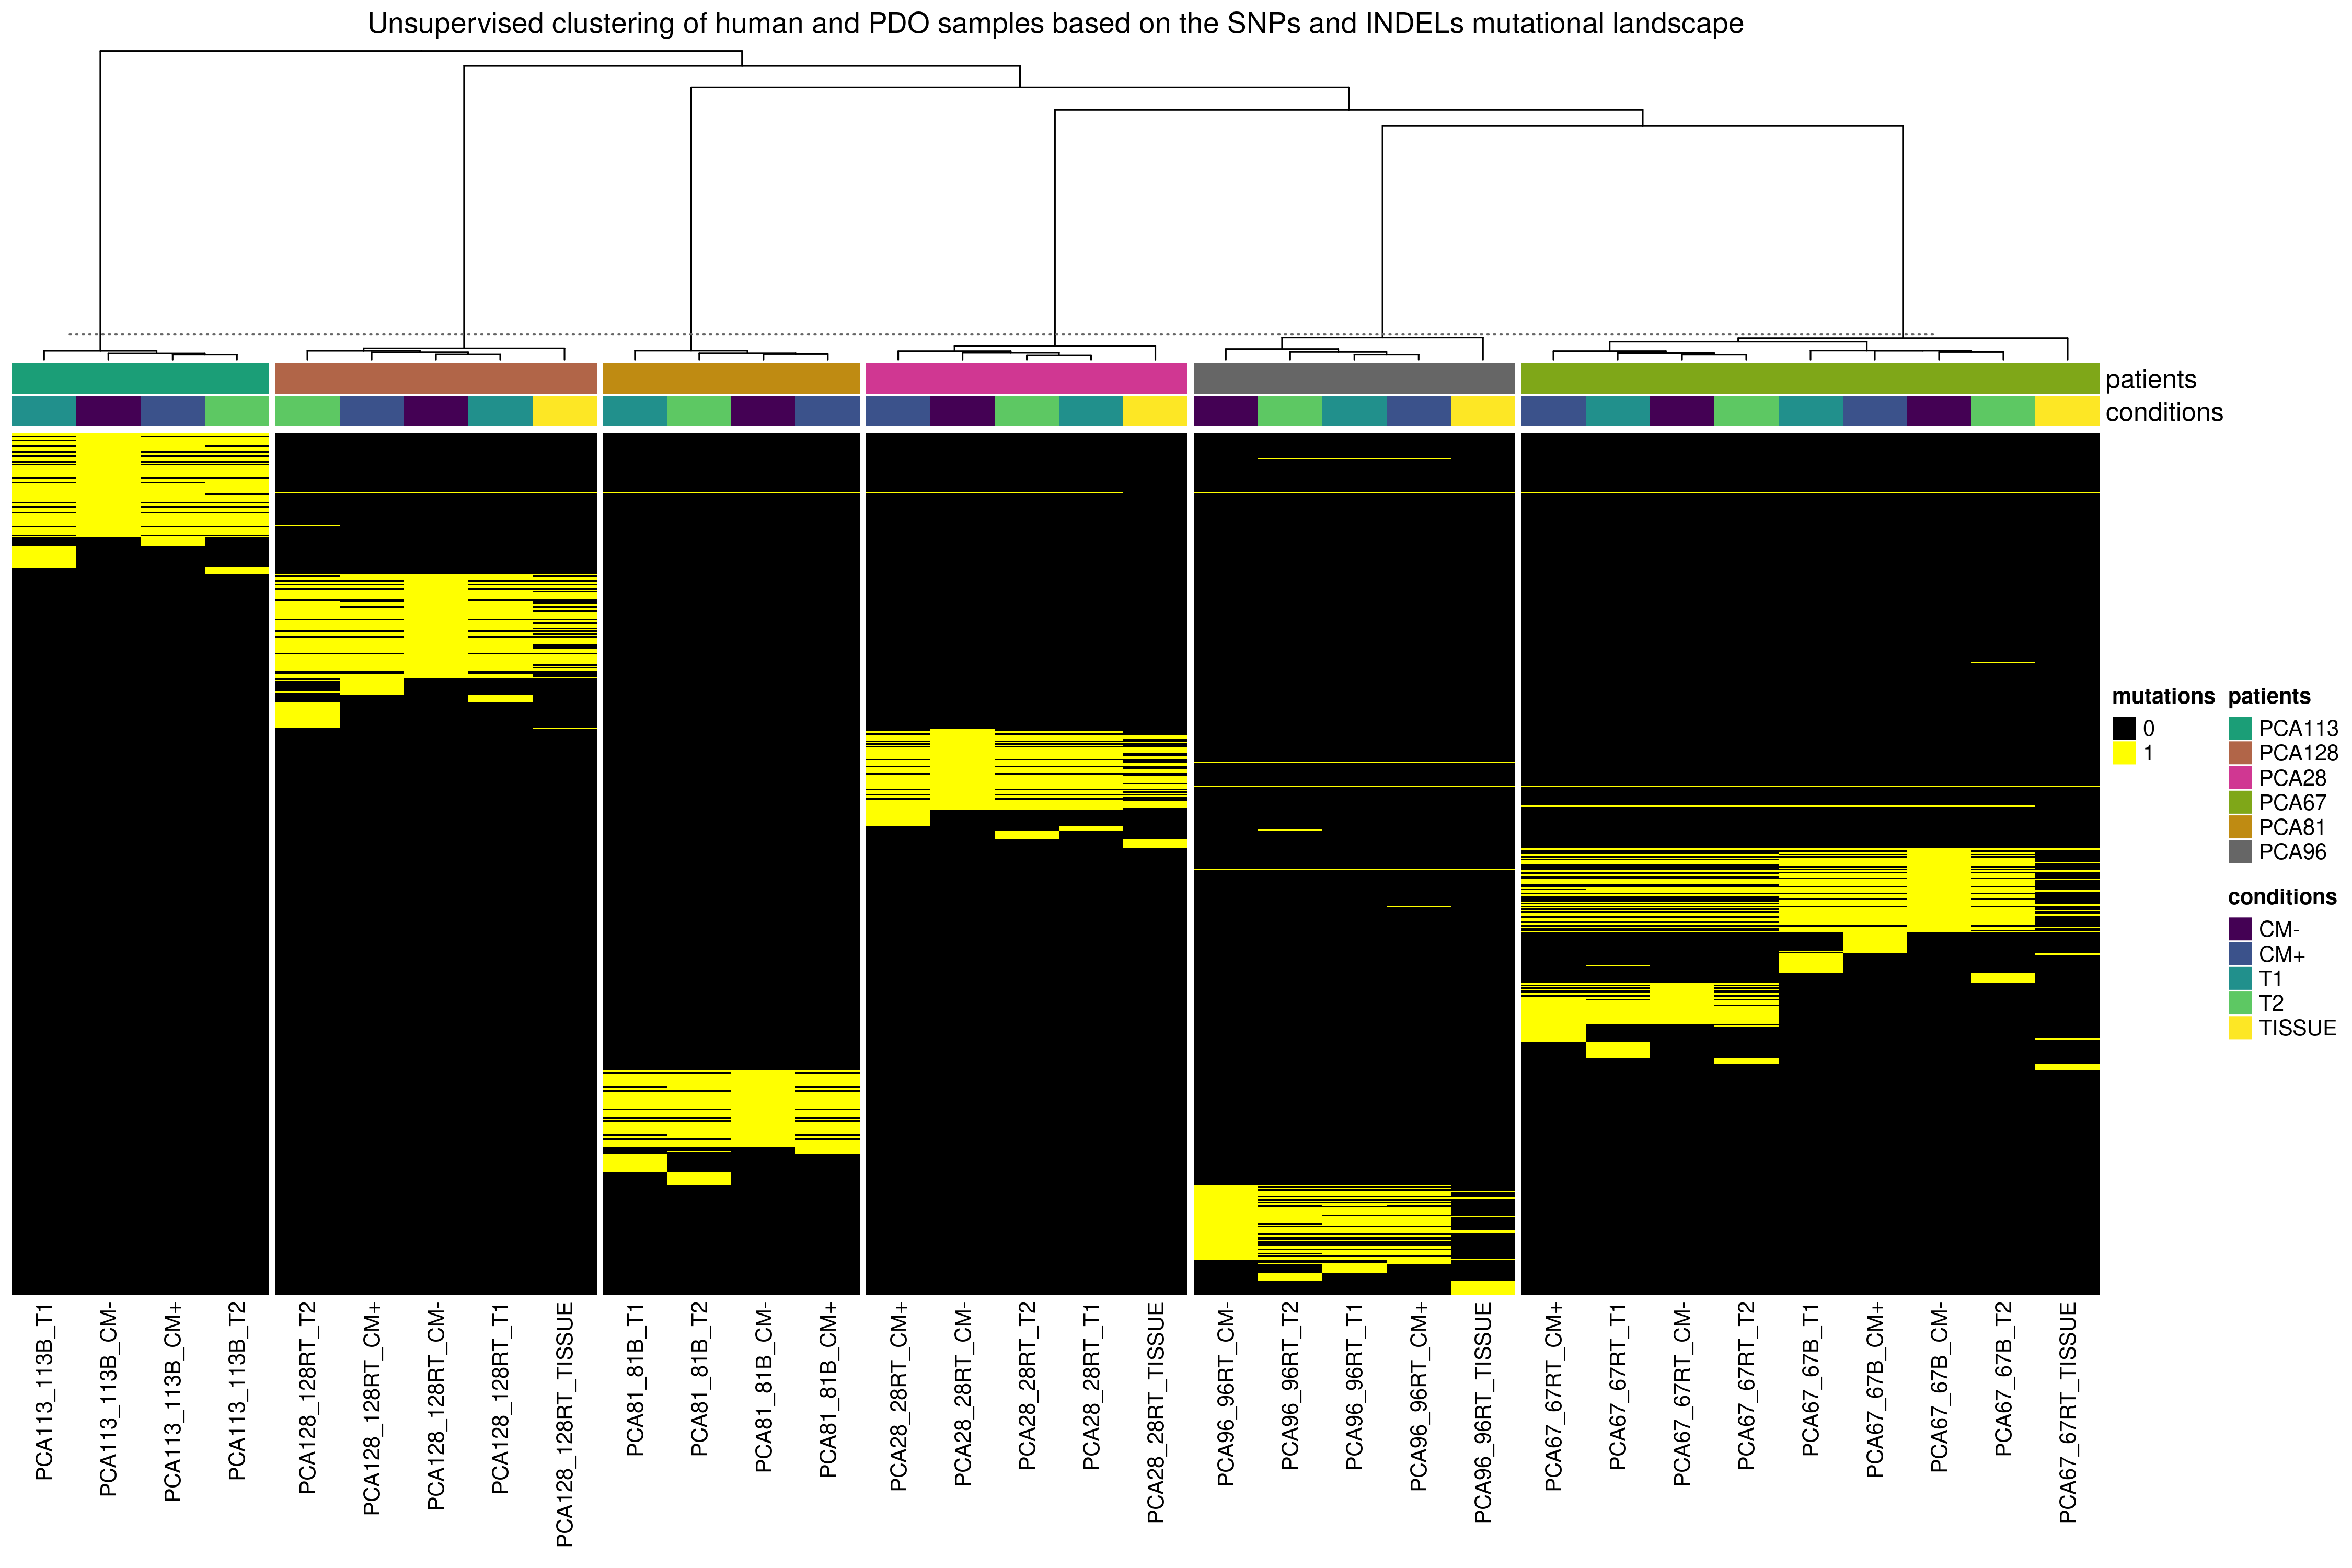 Unsupervised clustering of human and PDO samples based on the SNPs and INDELs mutational landscape
patients
conditions
mutations
0
1
patients
PCA113
PCA128
PCA28
PCA67
PCA81
PCA96
conditions
CM-
CM+
T1
T2
TISSUE
PCA113_113B_T1
PCA113_113B_CM-
PCA113_113B_CM+
PCA113_113B_T2
PCA128_128RT_T2
PCA128_128RT_CM+
PCA128_128RT_CM-
PCA128_128RT_T1
PCA128_128RT_TISSUE
PCA81_81B_T1
PCA81_81B_T2
PCA81_81B_CM-
PCA81_81B_CM+
PCA28_28RT_CM+
PCA28_28RT_CM-
PCA28_28RT_T2
PCA28_28RT_T1
PCA28_28RT_TISSUE
PCA96_96RT_CM-
PCA96_96RT_T2
PCA96_96RT_T1
PCA96_96RT_CM+
PCA96_96RT_TISSUE
PCA67_67RT_CM+
PCA67_67RT_T1
PCA67_67RT_CM-
PCA67_67RT_T2
PCA67_67B_T1
PCA67_67B_CM+
PCA67_67B_CM-
PCA67_67B_T2
PCA67_67RT_TISSUE